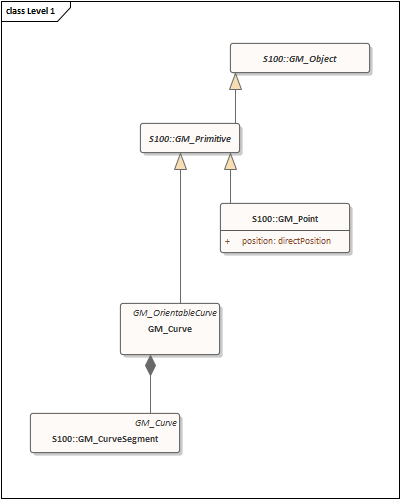 class Level 1
S100::GM_Object
S100::GM_Primitive
S100::GM_Point
+ position: directPosition
GM_OrientableCurve
GM_Curve
GM_Curve
S100::GM_CurveSegment